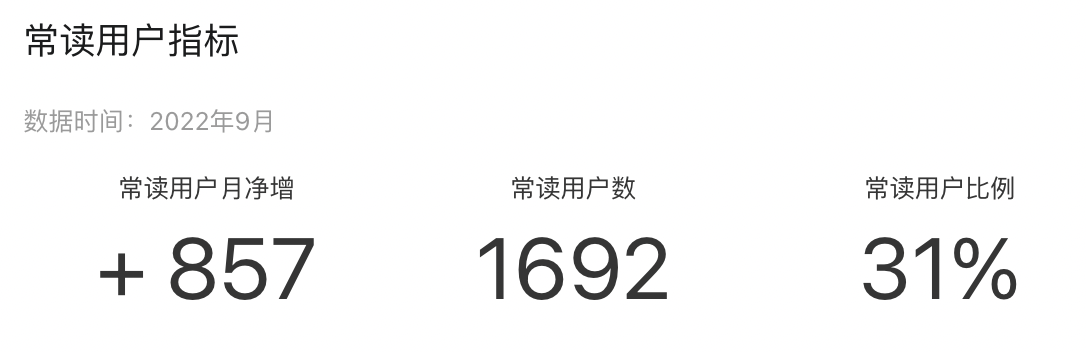 常读用户指标
数据时间：2022年9月
常读用户月净增
常读用户数
常读用户比例
+ 857
1692
31%